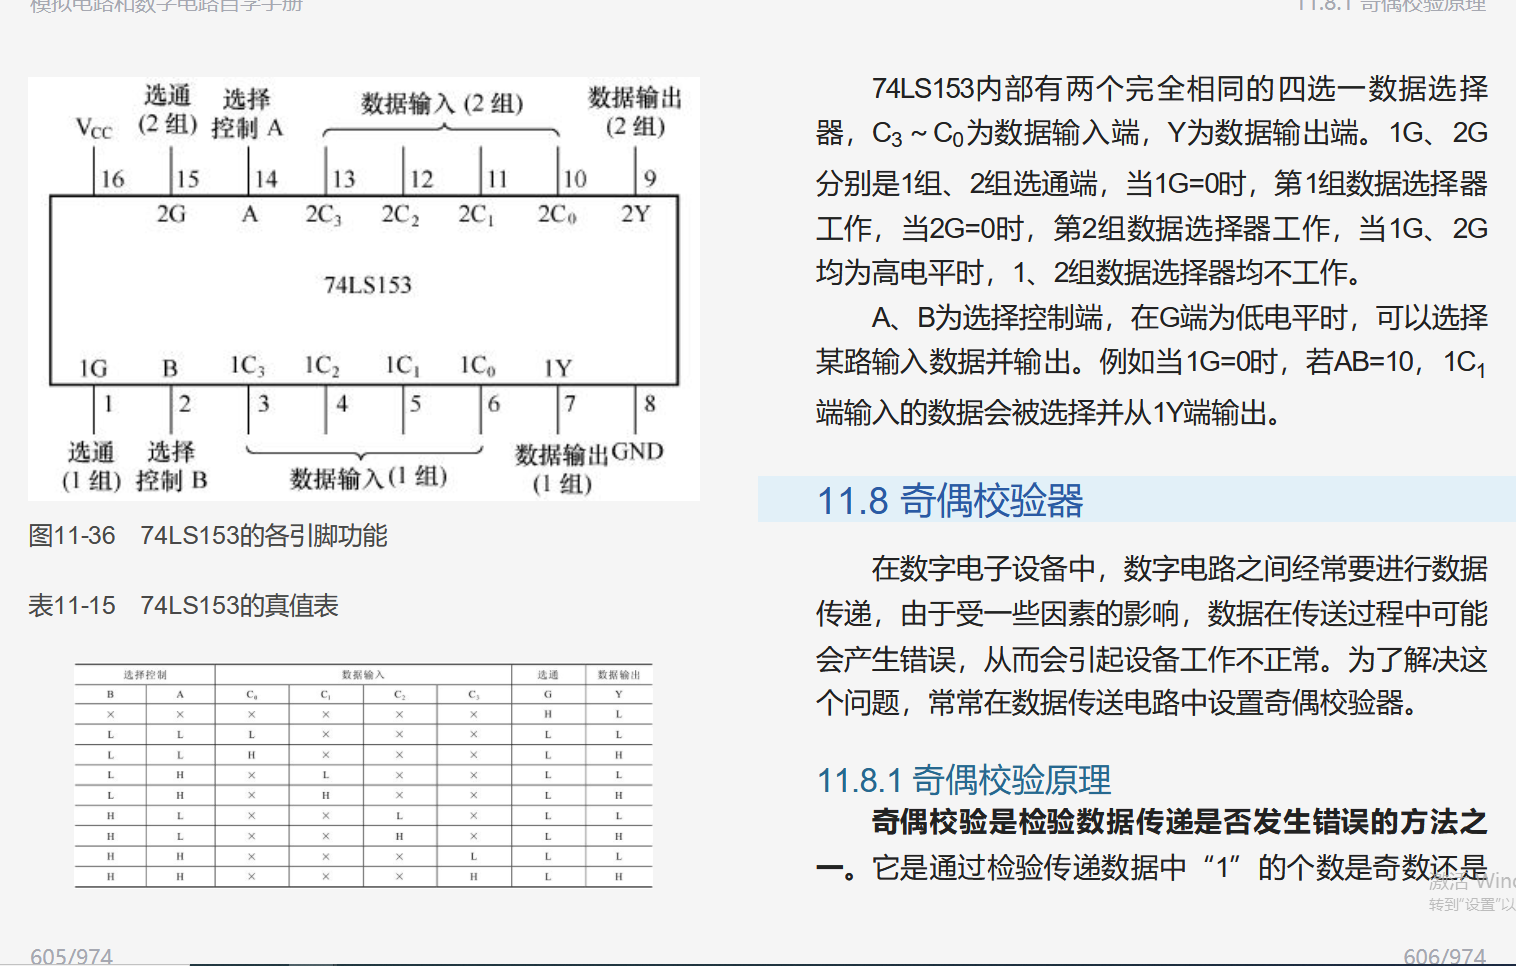 模拟电路和数字电路自学手册
11.8.1 奇偶校验原理
选通 选择 数据输入 (2 组) 数据输出
VCC (2 组) 控制 A (2 组)
16 15 14 13 12 11 10 9
2G A 2C3 2C2 2C1 2C0 2Y
74LS153
1G B 1C3 1C2 1C1 1C0 1Y
1 2 3 4 5 6 7 8
选通 选择 数据输出 GND
(1 组) 控制 B 数据输入 (1 组) (1 组)
图11-36 74LS153的各引脚功能
表11-15 74LS153的真值表
选择控制 数据输入 选通 数据输出
B A C0 C1 C2 C3 G Y
× × × × × × H L
L L L × × × L L
L L H × × × L H
L H × L × × L L
L H × H × × L H
H L × × L × L L
H L × × H × L H
H H × × × L L L
H H × × × H L H
605/974
74LS153内部有两个完全相同的四选一数据选择
器，C3～C0为数据输入端，Y为数据输出端。1G、2G
分别是1组、2组选通端，当1G=0时，第1组数据选择器
工作，当2G=0时，第2组数据选择器工作，当1G、2G
均为高电平时，1、2组数据选择器均不工作。
A、B为选择控制端，在G端为低电平时，可以选择
某路输入数据并输出。例如当1G=0时，若AB=10，1C1
端输入的数据会被选择并从1Y端输出。
11.8 奇偶校验器
在数字电子设备中，数字电路之间经常要进行数据
传递，由于受一些因素的影响，数据在传送过程中可能
会产生错误，从而会引起设备工作不正常。为了解决这
个问题，常常在数据传送电路中设置奇偶校验器。
11.8.1 奇偶校验原理
奇偶校验是检验数据传递是否发生错误的方法之
一。它是通过检验传递数据中“1”的个数是奇数还是
激活 Winc
转到“设置”以
606/974